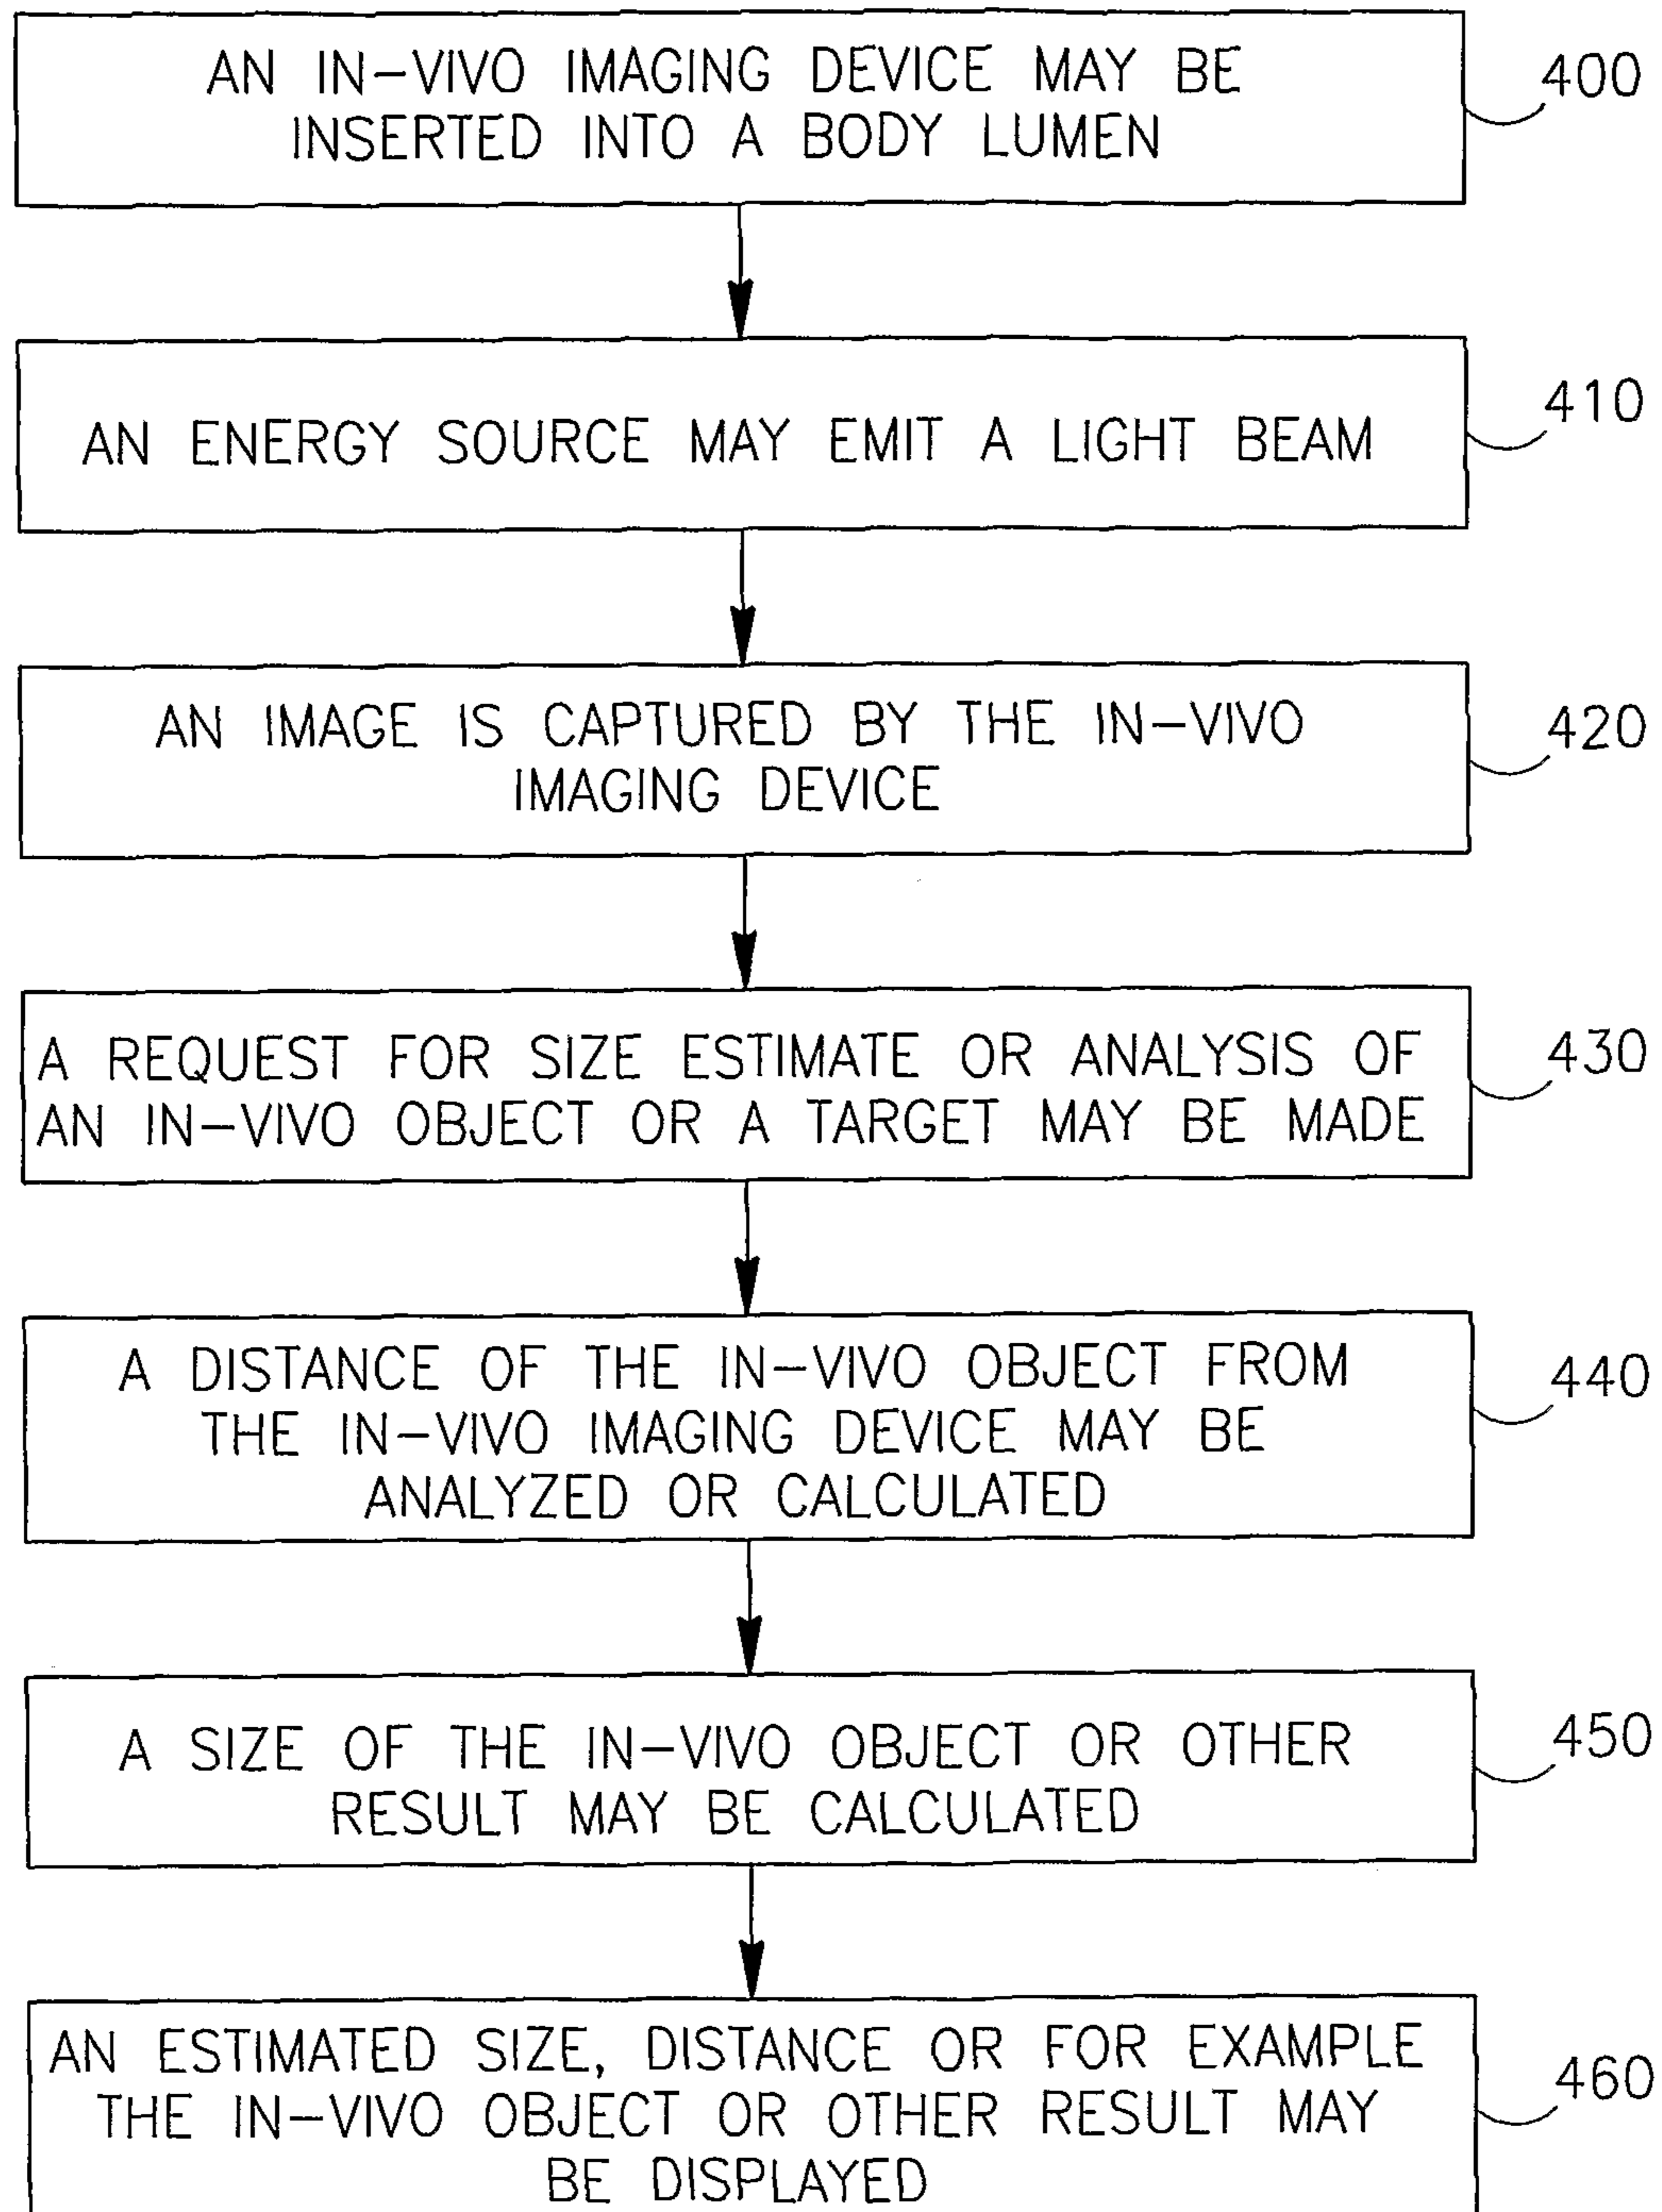 AN IN-VIVO IMAGING DEVICE MAY BE
INSERTED INTO A BODY LUMEN
400
AN ENERGY SOURCE MAY EMIT A LIGHT BEAM
410
AN IMAGE IS CAPTURED BY THE IN-VIVO
IMAGING DEVICE
420
A REQUEST FOR SIZE ESTIMATE OR ANALYSIS OF
AN IN-VIVO OBJECT OR A TARGET MAY BE MADE
430
A DISTANCE OF THE IN-VIVO OBJECT FROM
THE IN-VIVO IMAGING DEVICE MAY BE
ANALYZED OR CALCULATED
440
A SIZE OF THE IN-VIVO OBJECT OR OTHER
RESULT MAY BE CALCULATED
450
AN ESTIMATED SIZE, DISTANCE OR FOR EXAMPLE
THE IN-VIVO OBJECT OR OTHER RESULT MAY
BE DISPLAYED
460